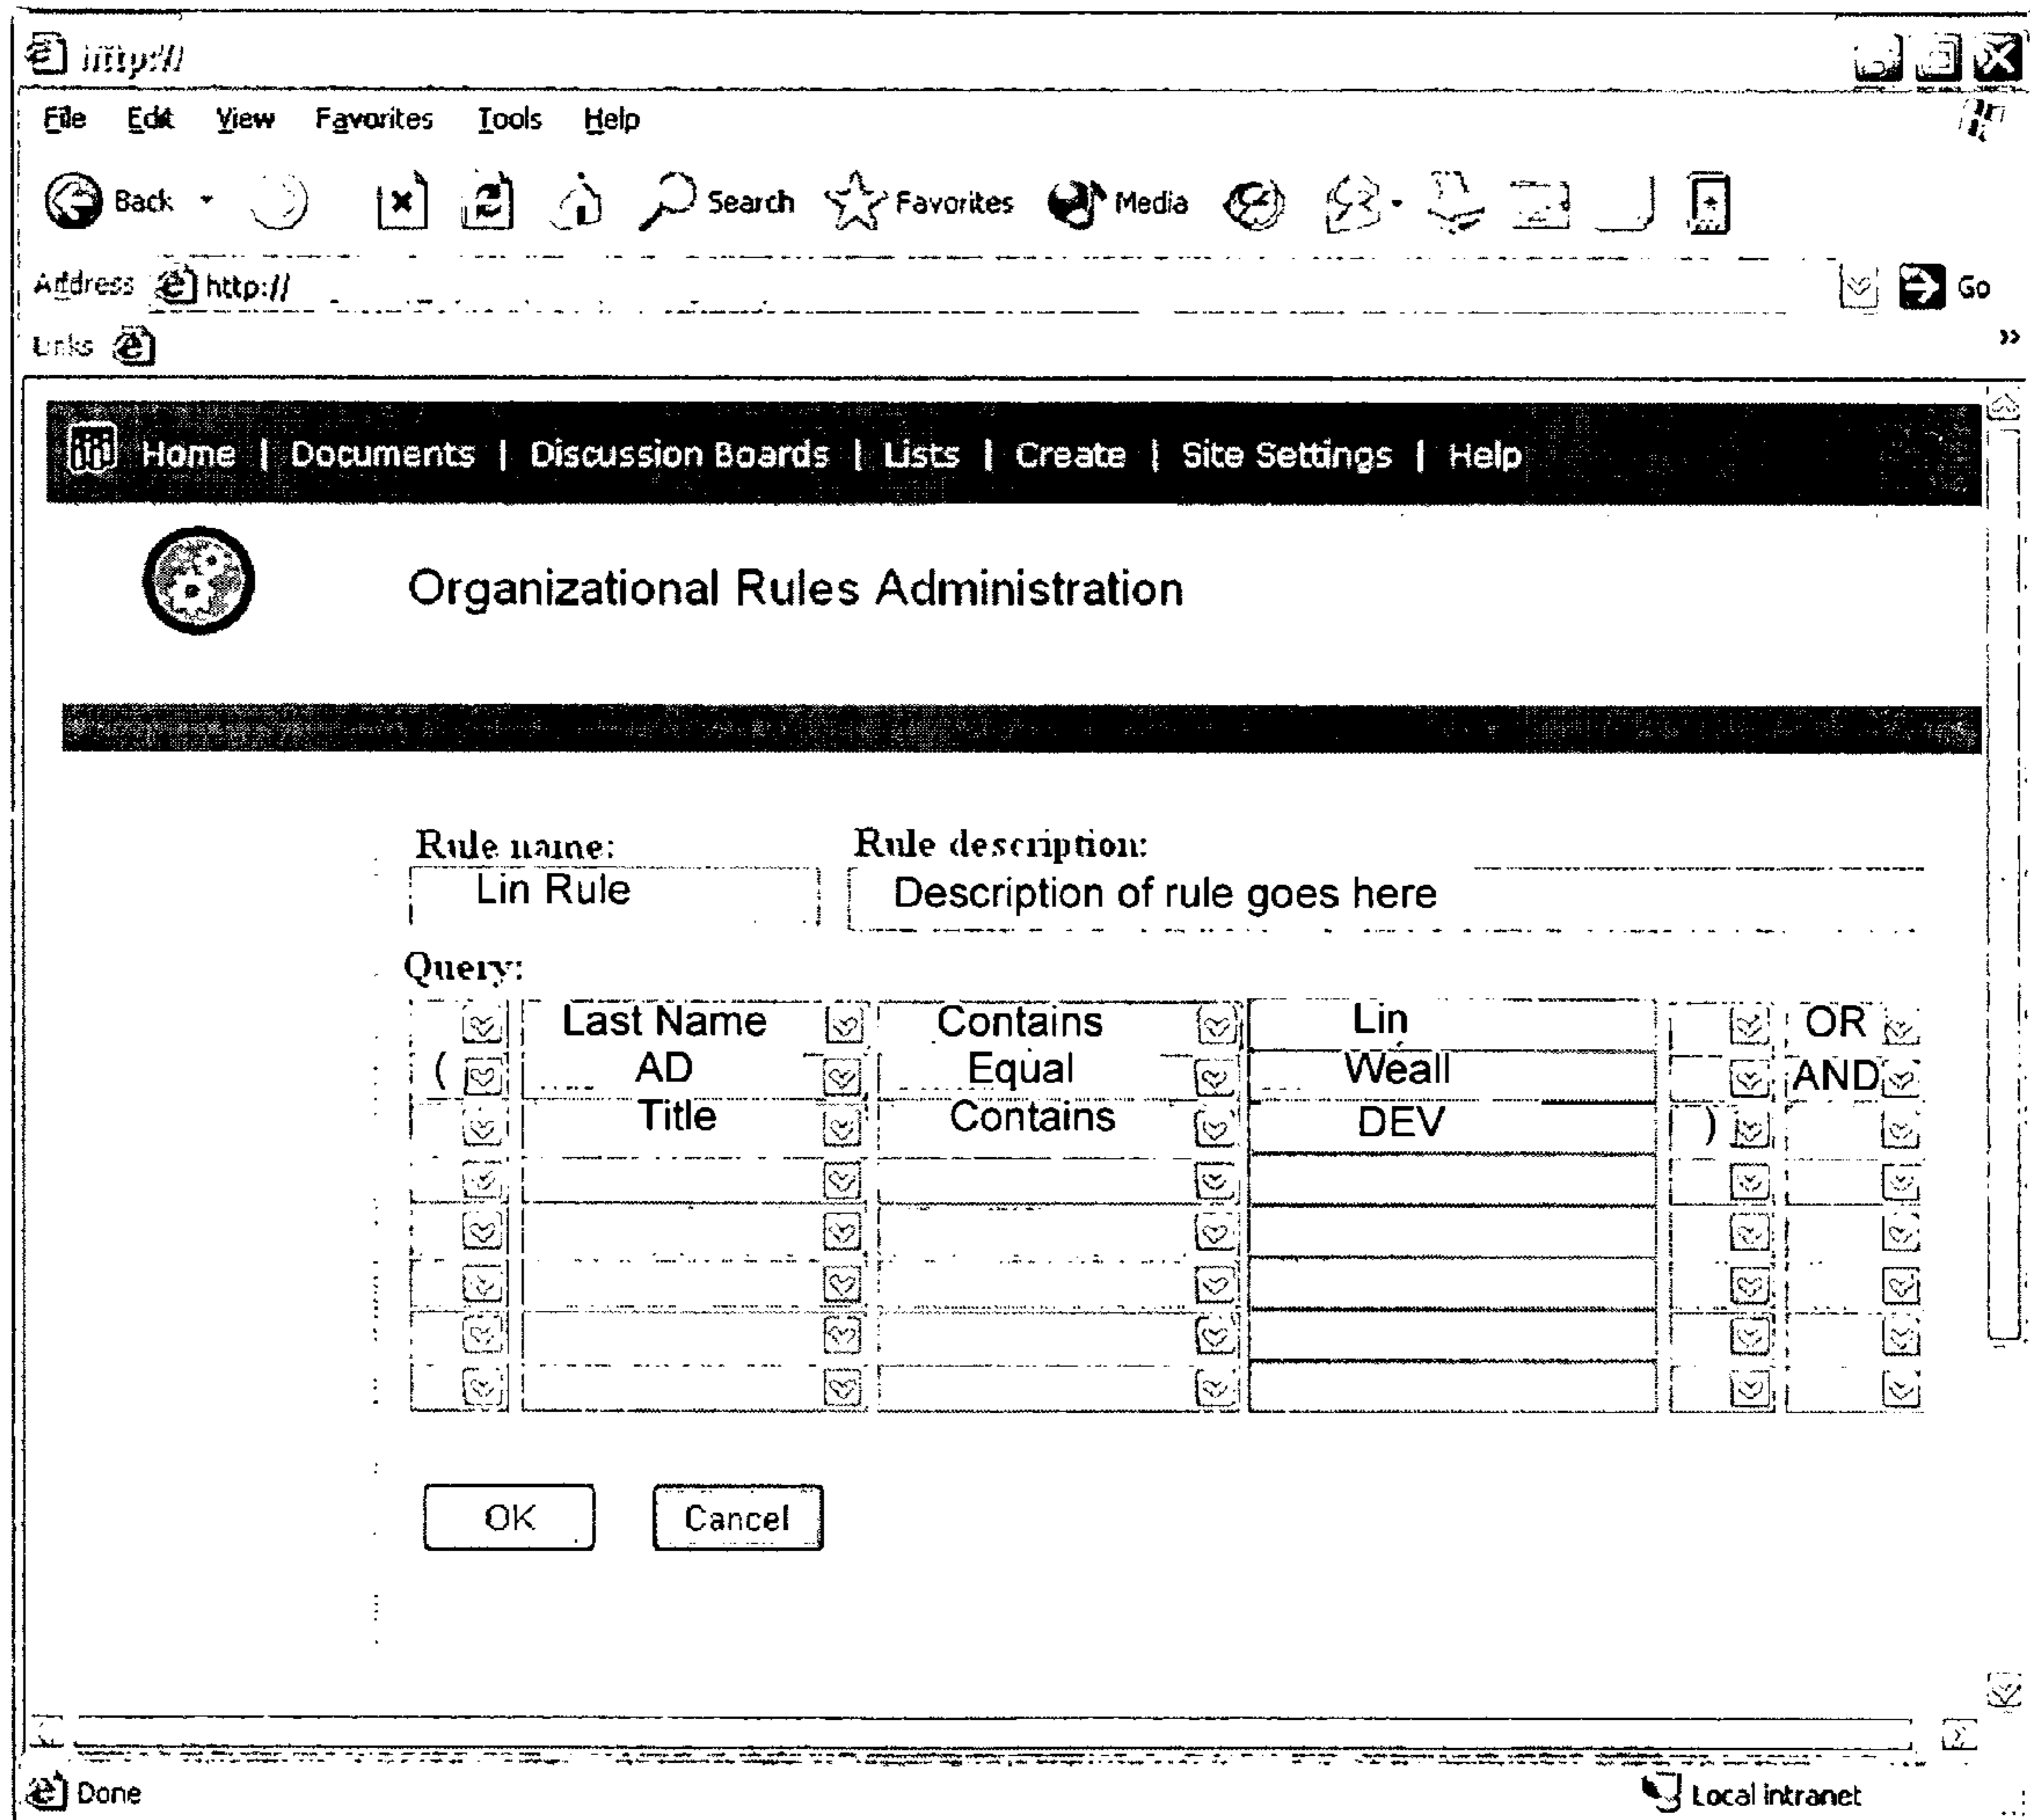 http://
File Edit View Favorites Tools Help
Back Search Favorites Media
Address http:// Go
Links »
Home | Documents | Discussion Boards | Lists | Create | Site Settings | Help
Organizational Rules Administration
Rule name: Rule description:
Lin Rule Description of rule goes here
Query:
Last Name Contains Lin OR
( AD Equal Weall AND
Title Contains DEV )
OK Cancel
Done Local intranet